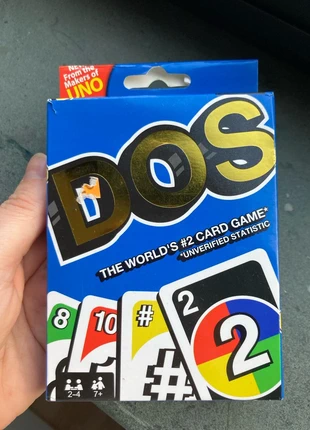 NEW!
From the
Makers of
UNO
DOS
THE WORLD'S #2 CARD GAME*
*UNVERIFIED STATISTIC
8
10
#
#
2
2
2-4
7+